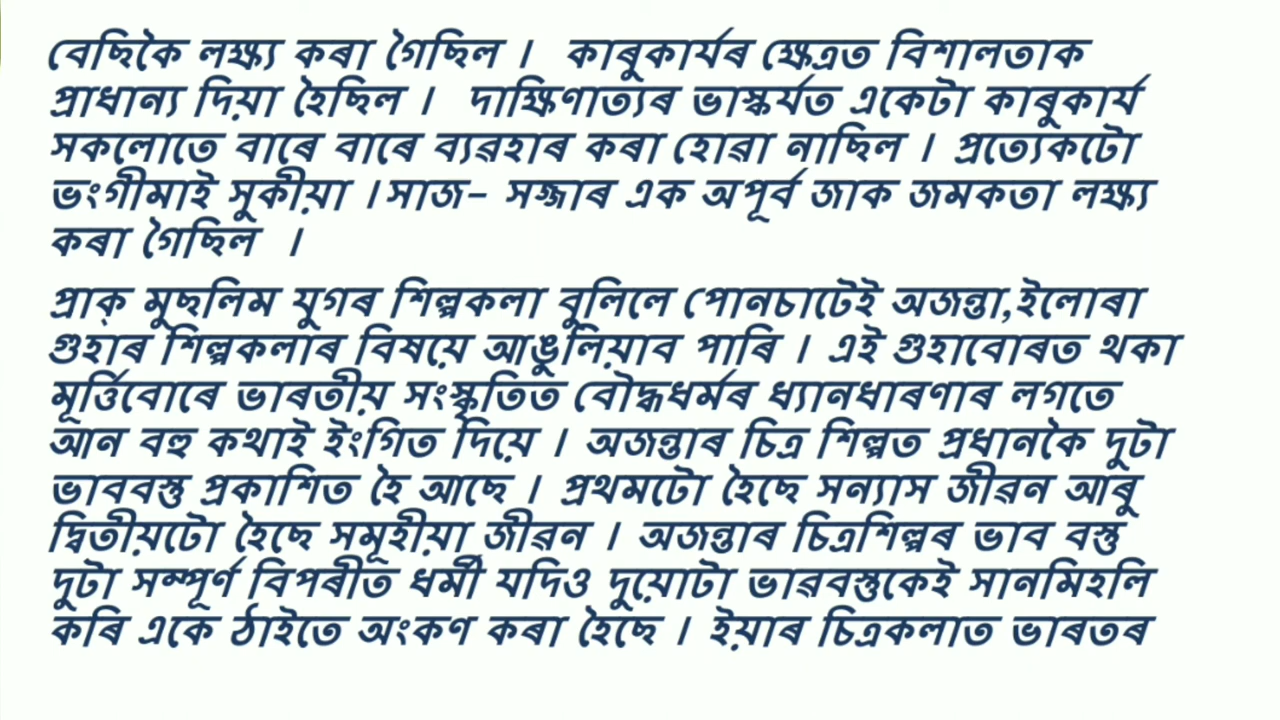 বেছিকৈ লক্ষ্য কৰা গৈছিল ।  কাৰুকাৰ্যৰ ক্ষেত্ৰত বিশালতাক
প্ৰাধান্য দিয়া হৈছিল ।  দাক্ষিণাত্যৰ ভাস্কৰ্যত একেটা কাৰুকাৰ্য
সকলোতে বাৰে বাৰে ব্যৱহাৰ কৰা হোৱা নাছিল । প্ৰত্যেকটো
ভংগীমাই সুকীয়া ।সাজ– সজ্জাৰ এক অপূৰ্ব জাক জমকতা লক্ষ্য
কৰা গৈছিল ।
প্ৰাক্ মুছলিম যুগৰ শিল্পকলা বুলিলে পোনচাটেই অজন্তা,ইলোৰা
গুহাৰ শিল্পকলাৰ বিষয়ে আঙুলিয়াব পাৰি । এই গুহাবোৰত থকা
মূৰ্ত্তিবোৰে ভাৰতীয় সংস্কৃতিত বৌদ্ধধৰ্মৰ ধ্যানধাৰণাৰ লগতে
আন বহু কথাই ইংগিত দিয়ে । অজন্তাৰ চিত্ৰ শিল্পত প্ৰধানকৈ দুটা
ভাববস্তু প্ৰকাশিত হৈ আছে । প্ৰথমটো হৈছে সন্যাস জীৱন আৰু
দ্বিতীয়টো হৈছে সমূহীয়া জীৱন । অজন্তাৰ চিত্ৰশিল্পৰ ভাব বস্তু
দুটা সম্পূৰ্ণ বিপৰীত ধৰ্মী যদিও দুয়োটা ভাৱবস্তুকেই সানমিহলি
কৰি একে ঠাইতে অংকণ কৰা হৈছে । ইয়াৰ চিত্ৰকলাত ভাৰতৰ